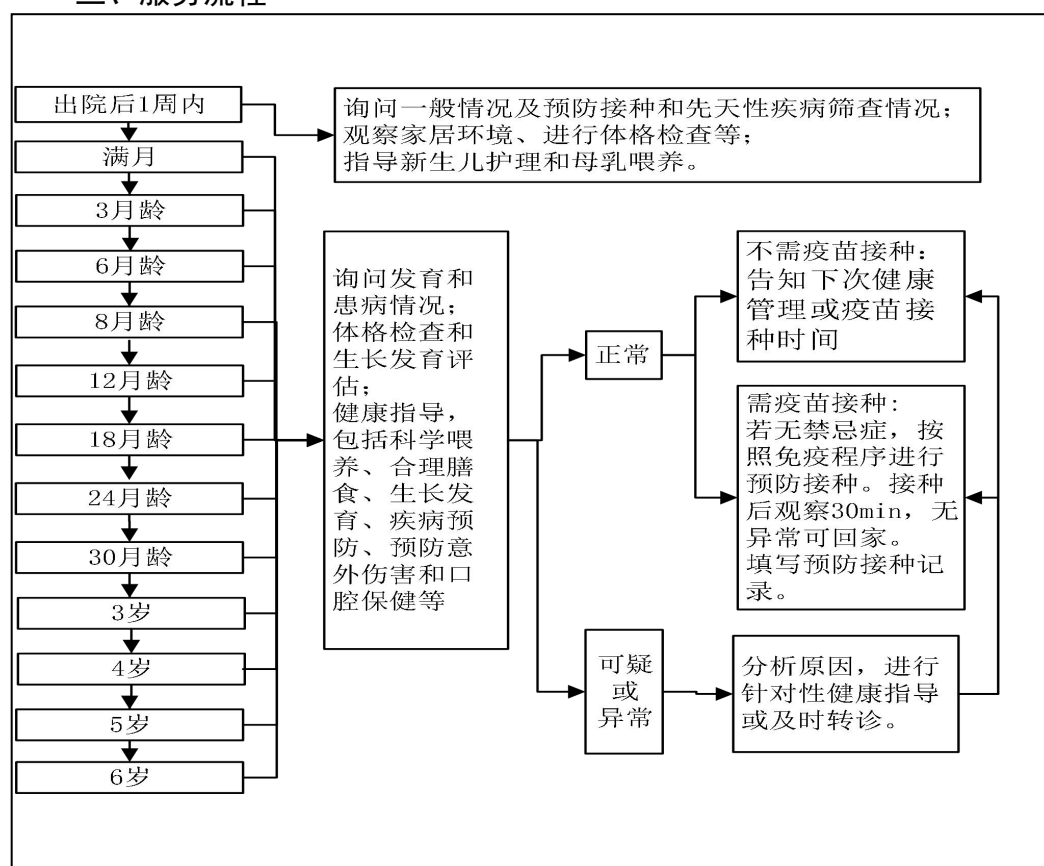 出院后1周内
满月
3月龄
6月龄
8月龄
12月龄
18月龄
24月龄
30月龄
3岁
4岁
5岁
6岁
询问一般情况及预防接种和先天性疾病筛查情况；
观察家居环境、进行体格检查等；
指导新生儿护理和母乳喂养。
询问发育和
患病情况；
体格检查和
生长发育评
估；
健康指导，
包括科学喂
养、合理膳
食、生长发
育、疾病预
防、预防意
外伤害和口
腔保健等
正常
可疑
或
异常
不需疫苗接种：
告知下次健康
管理或疫苗接
种时间
需疫苗接种：
若无禁忌症，按
照免疫程序进行
预防接种。接种
后观察30min，无
异常可回家。
填写预防接种记
录。
分析原因，进行
针对性健康指导
或及时转诊。